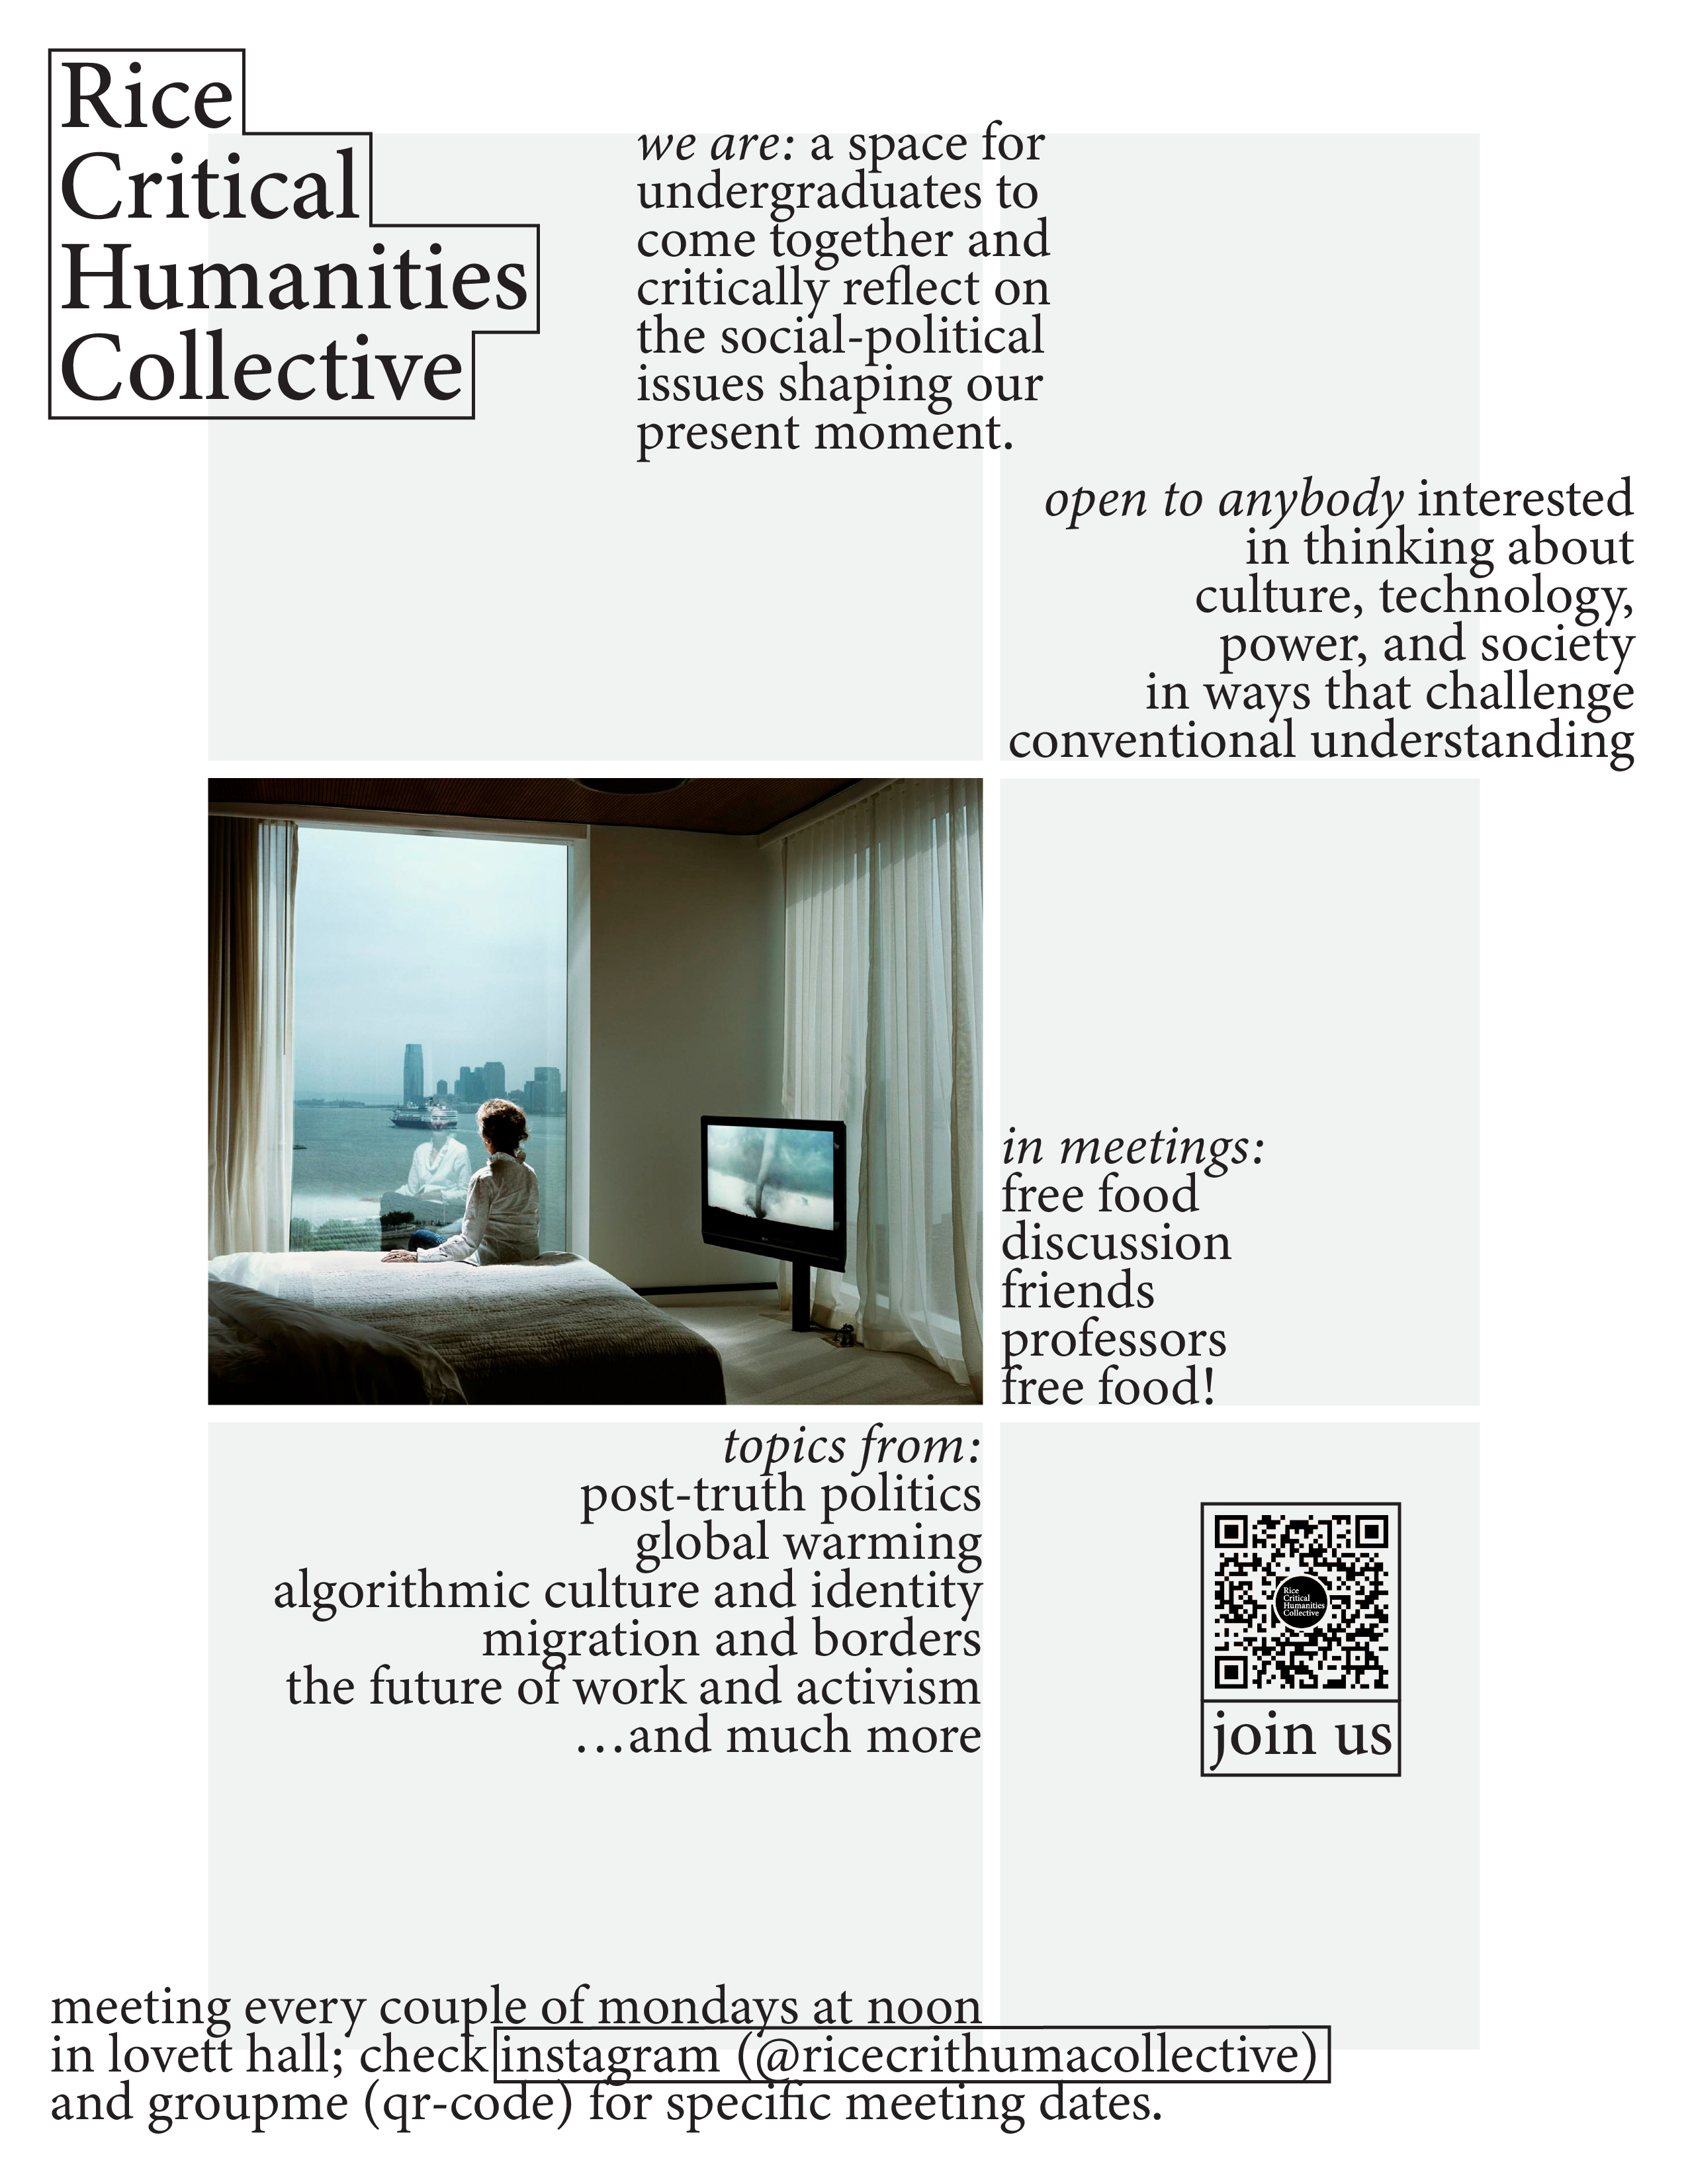 Rice
Critical
Humanities
Collective
we are: a space for
undergraduates to
come together and
critically reflect on
the social-political
issues shaping our
present moment.
open to anybody interested
in thinking about
culture, technology,
power, and society
in ways that challenge
conventional understanding
in meetings:
free food
discussion
friends
professors
free food!
topics from:
post-truth politics
global warming
algorithmic culture and identity
migration and borders
the future of work and activism
…and much more
Rice
Critical
Humanities
Collective
join us
meeting every couple of mondays at noon
in lovett hall; check instagram (@ricecrithumacollective)
and groupme (qr-code) for specific meeting dates.